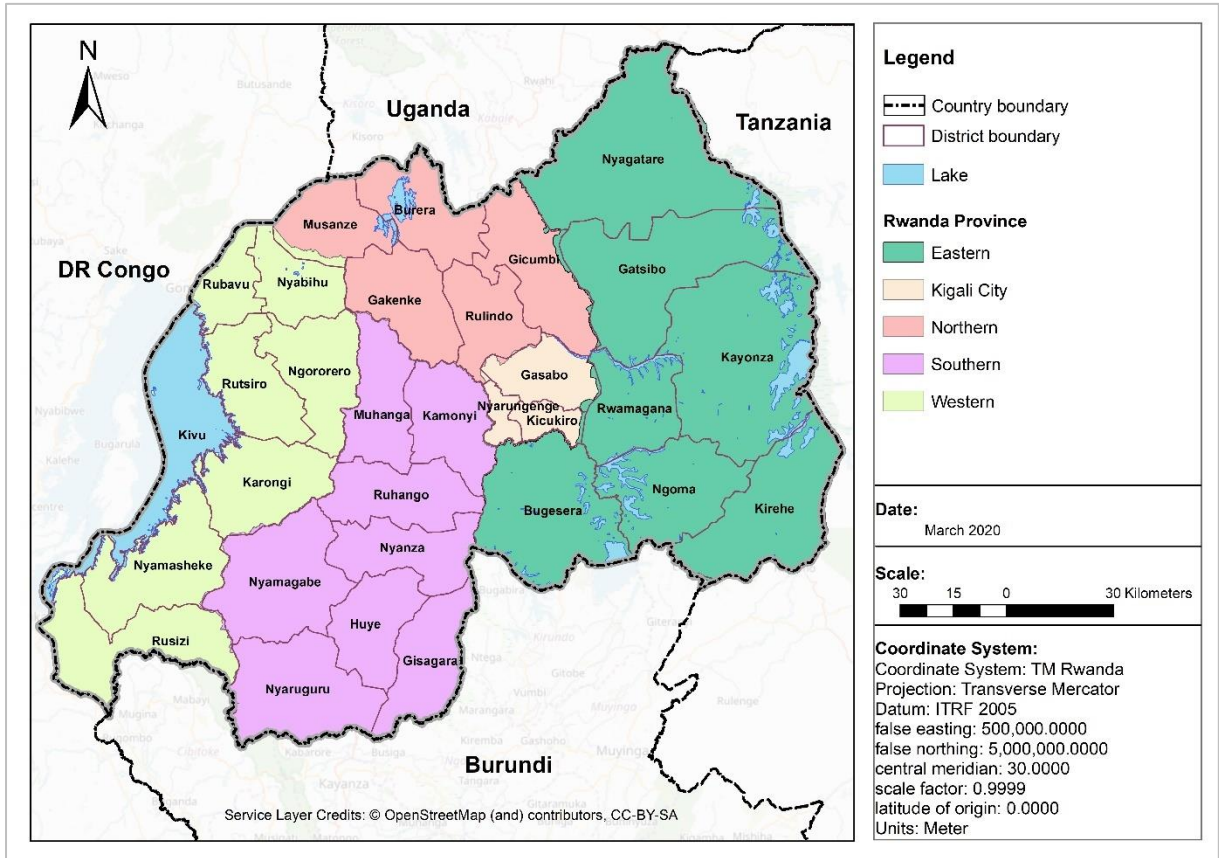 N
Uganda
Tanzania
DR Congo
Burundi
Nyagatare
Musanze
Burera
Gicumbi
Gatsibo
Rubavu
Nyabihu
Gakenke
Rulindo
Kayonza
Gasabo
Rutsiro
Ngororero
Muhanga
Kamonyi
Nyarungenge
Kicukiro
Rwamagana
Kivu
Karongi
Ruhango
Bugesera
Ngoma
Kirehe
Nyamasheke
Nyamagabe
Nyanza
Huye
Rusizi
Gisagara
Nyaruguru
Service Layer Credits: © OpenStreetMap (and) contributors, CC-BY-SA
Legend
Country boundary
District boundary
Lake
Rwanda Province
Eastern
Kigali City
Northern
Southern
Western
Date:
March 2020
Scale:
30 15 0 30 Kilometers
Coordinate System:
Coordinate System: TM Rwanda
Projection: Transverse Mercator
Datum: ITRF 2005
false easting: 500,000.0000
false northing: 5,000,000.0000
central meridian: 30.0000
scale factor: 0.9999
latitude of origin: 0.0000
Units: Meter